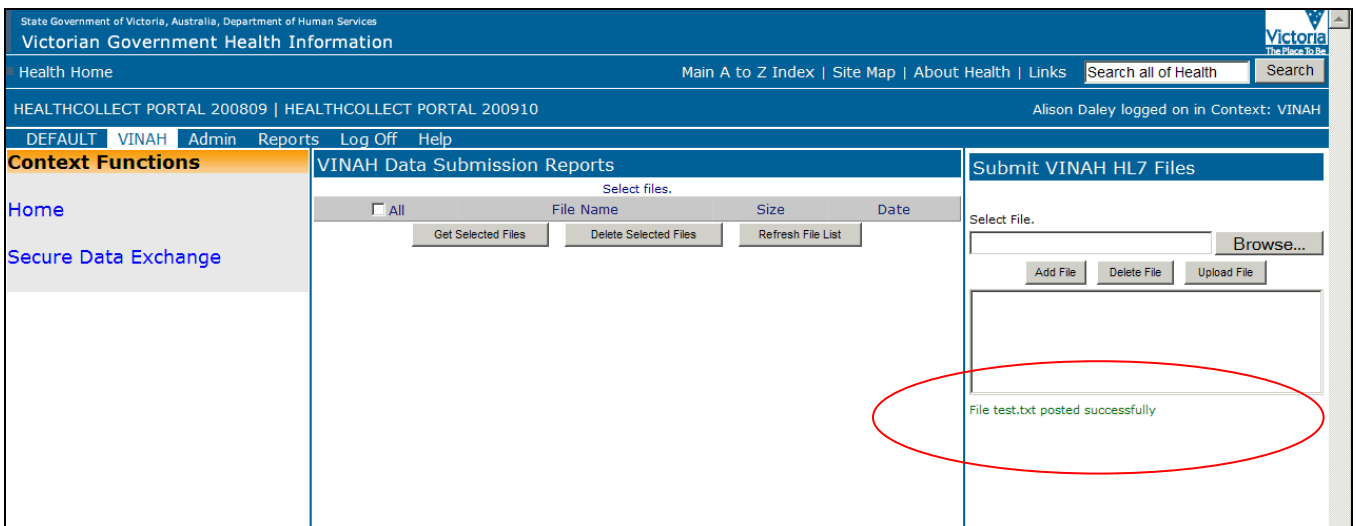 State Government of Victoria, Australia, Department of Human Services
Victorian Government Health Information
Victoria
The Place To Be
Health Home
Main A to Z Index | Site Map | About Health | Links
Search all of Health
Search
HEALTHCOLLECT PORTAL 200809 | HEALTHCOLLECT PORTAL 200910
Alison Daley logged on in Context: VINAH
DEFAULT VINAH Admin Reports Log Off Help
Context Functions
Home
Secure Data Exchange
VINAH Data Submission Reports
Select files.
All File Name Size Date
Get Selected Files Delete Selected Files Refresh File List
Submit VINAH HL7 Files
Select File.
Browse...
Add File Delete File Upload File
File test.txt posted successfully